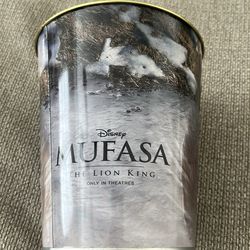 Disney
MUFASA
THE LION KING
ONLY IN THEATRES